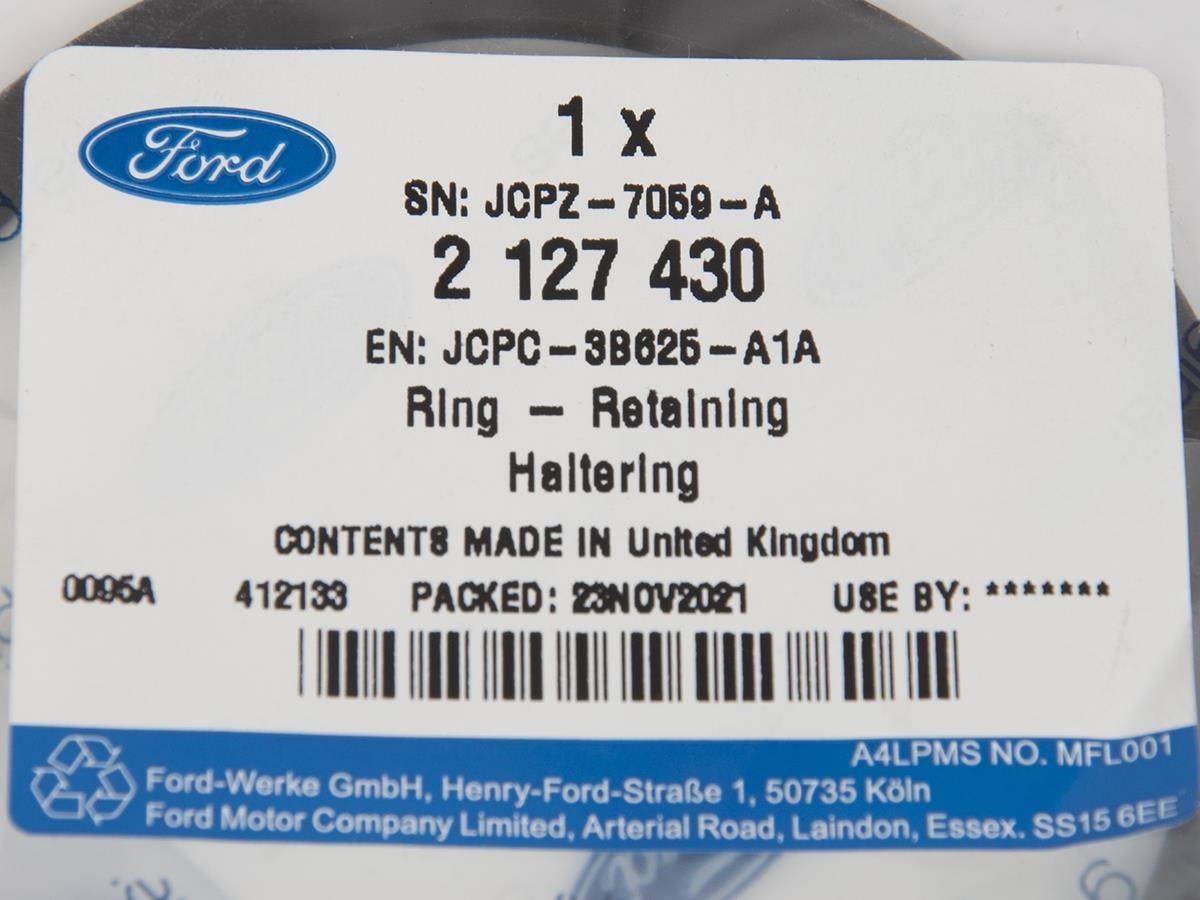 Ford
1 x
SN: JCPZ-7059-A
2 127 430
EN: JCPC-3B625-A1A
Ring - Retaining
Haltering
CONTENTS MADE IN United Kingdom
0095A 412133 PACKED: 23NOV2021 USE BY: *******
A4LPMS NO. MFL001
Ford-Werke GmbH, Henry-Ford-Straße 1, 50735 Köln
Ford Motor Company Limited, Arterial Road, Laindon, Essex. SS15 6EE